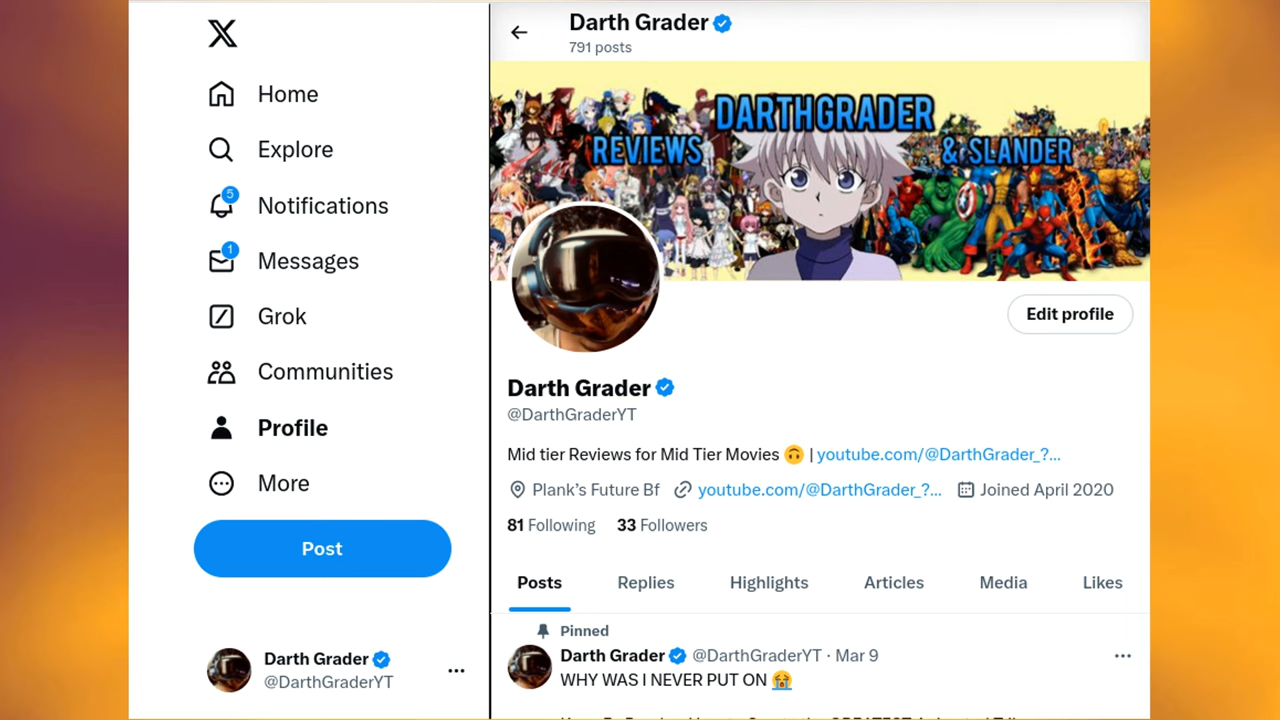 Home
Explore
5
Notifications
1
Messages
Grok
Communities
Profile
More
Post
Darth Grader
@DarthGraderYT
Darth Grader
791 posts
DARTHGRADER
REVIEWS & SLANDER
Edit profile
Darth Grader
@DarthGraderYT
Mid tier Reviews for Mid Tier Movies 🙃 | youtube.com/@DarthGrader_?...
Plank's Future Bf youtube.com/@DarthGrader_?... Joined April 2020
81 Following 33 Followers
Posts Replies Highlights Articles Media Likes
Pinned
Darth Grader @DarthGraderYT · Mar 9
WHY WAS I NEVER PUT ON 😭